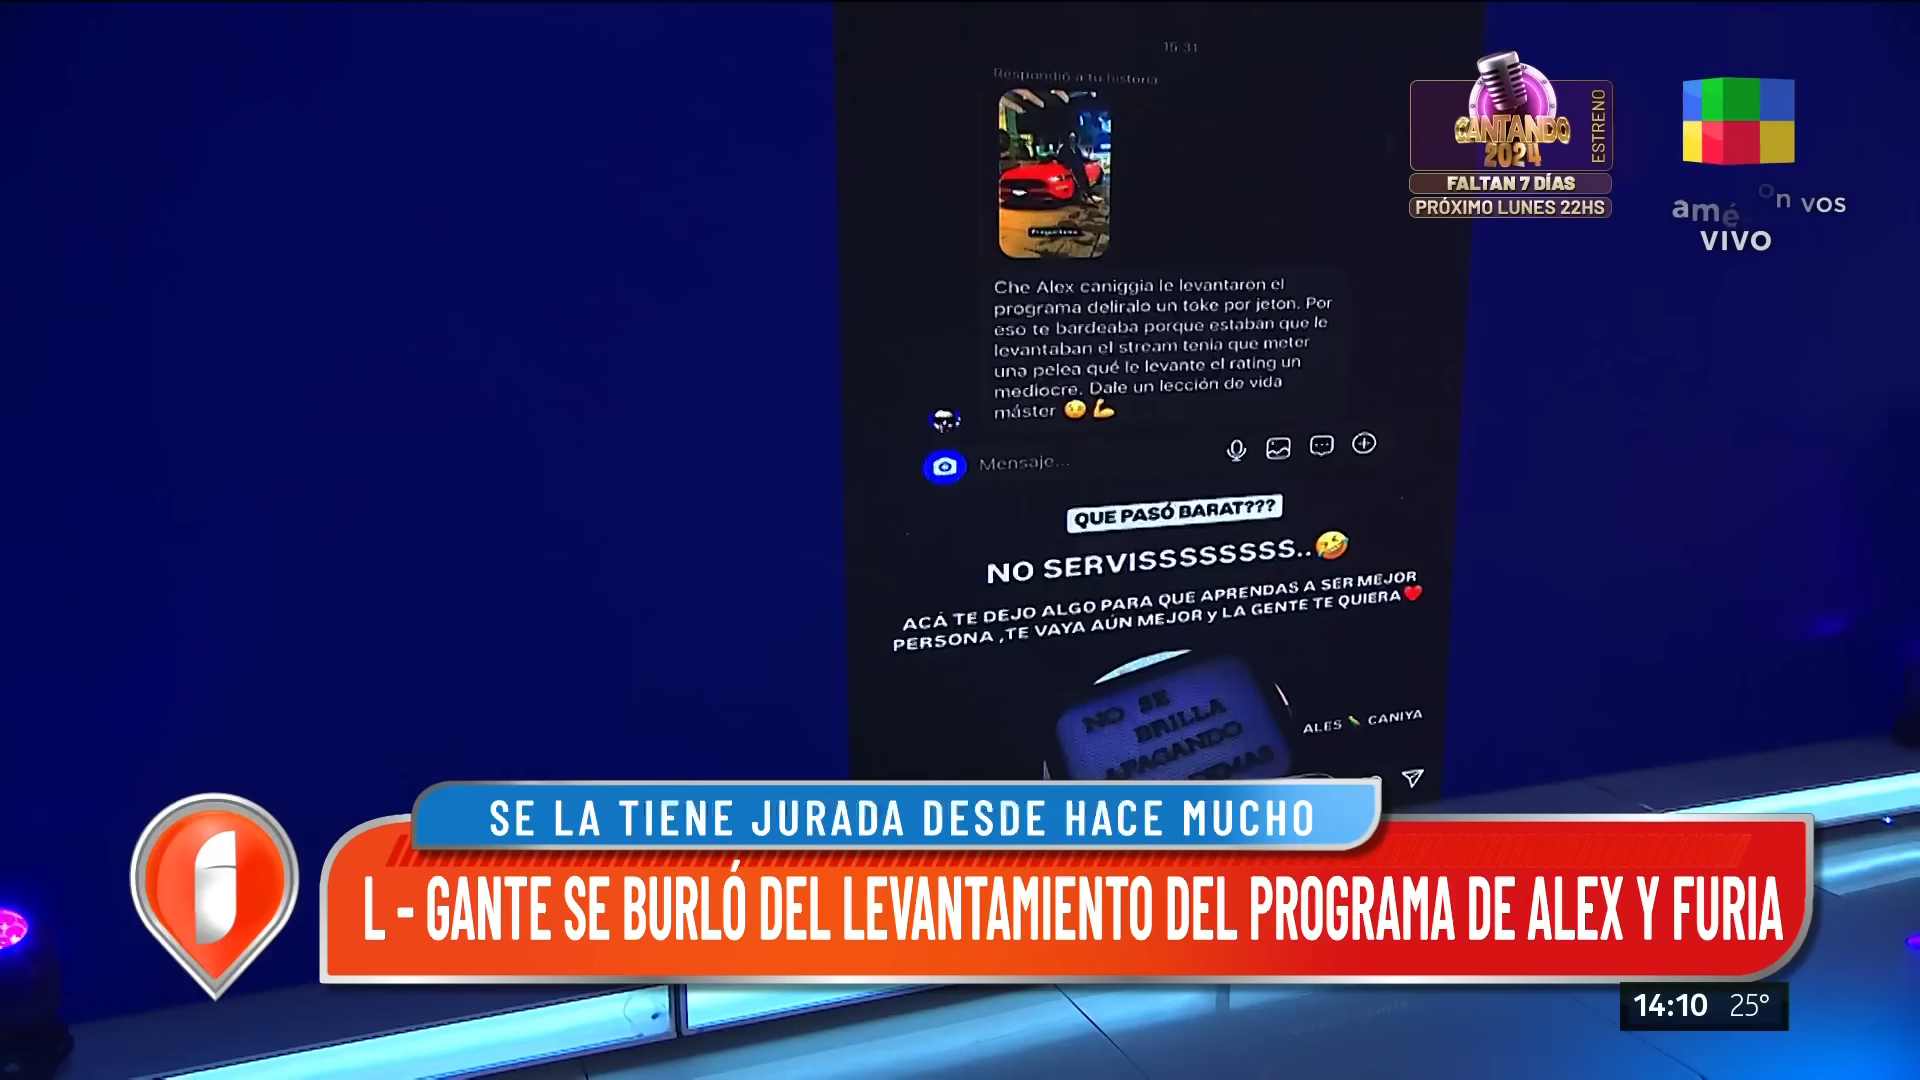 15:31
Respondió a tu historia
CANTANDO
2024
ESTRENO
FALTAN 7 DÍAS
PRÓXIMO LUNES 22HS
amé on vos
VIVO
Che Alex caniggia le levantaron el
programa deliralo un toke por jeton. Por
eso te bardeaba porque estaban que le
levantaban el stream tenia que meter
una pelea qué le levante el rating un
mediocre. Dale un lección de vida
máster 😉💪
Mensaje...
QUE PASÓ BARAT???
NO SERVISSSSSSSS..🤣
ACÁ TE DEJO ALGO PARA QUE APRENDAS A SER MEJOR
PERSONA ,TE VAYA AÚN MEJOR y LA GENTE TE QUIERA❤️
NO SE
BRILLA
APAGANDO
ALES CANIYA
SE LA TIENE JURADA DESDE HACE MUCHO
L - GANTE SE BURLÓ DEL LEVANTAMIENTO DEL PROGRAMA DE ALEX Y FURIA
14:10 25°